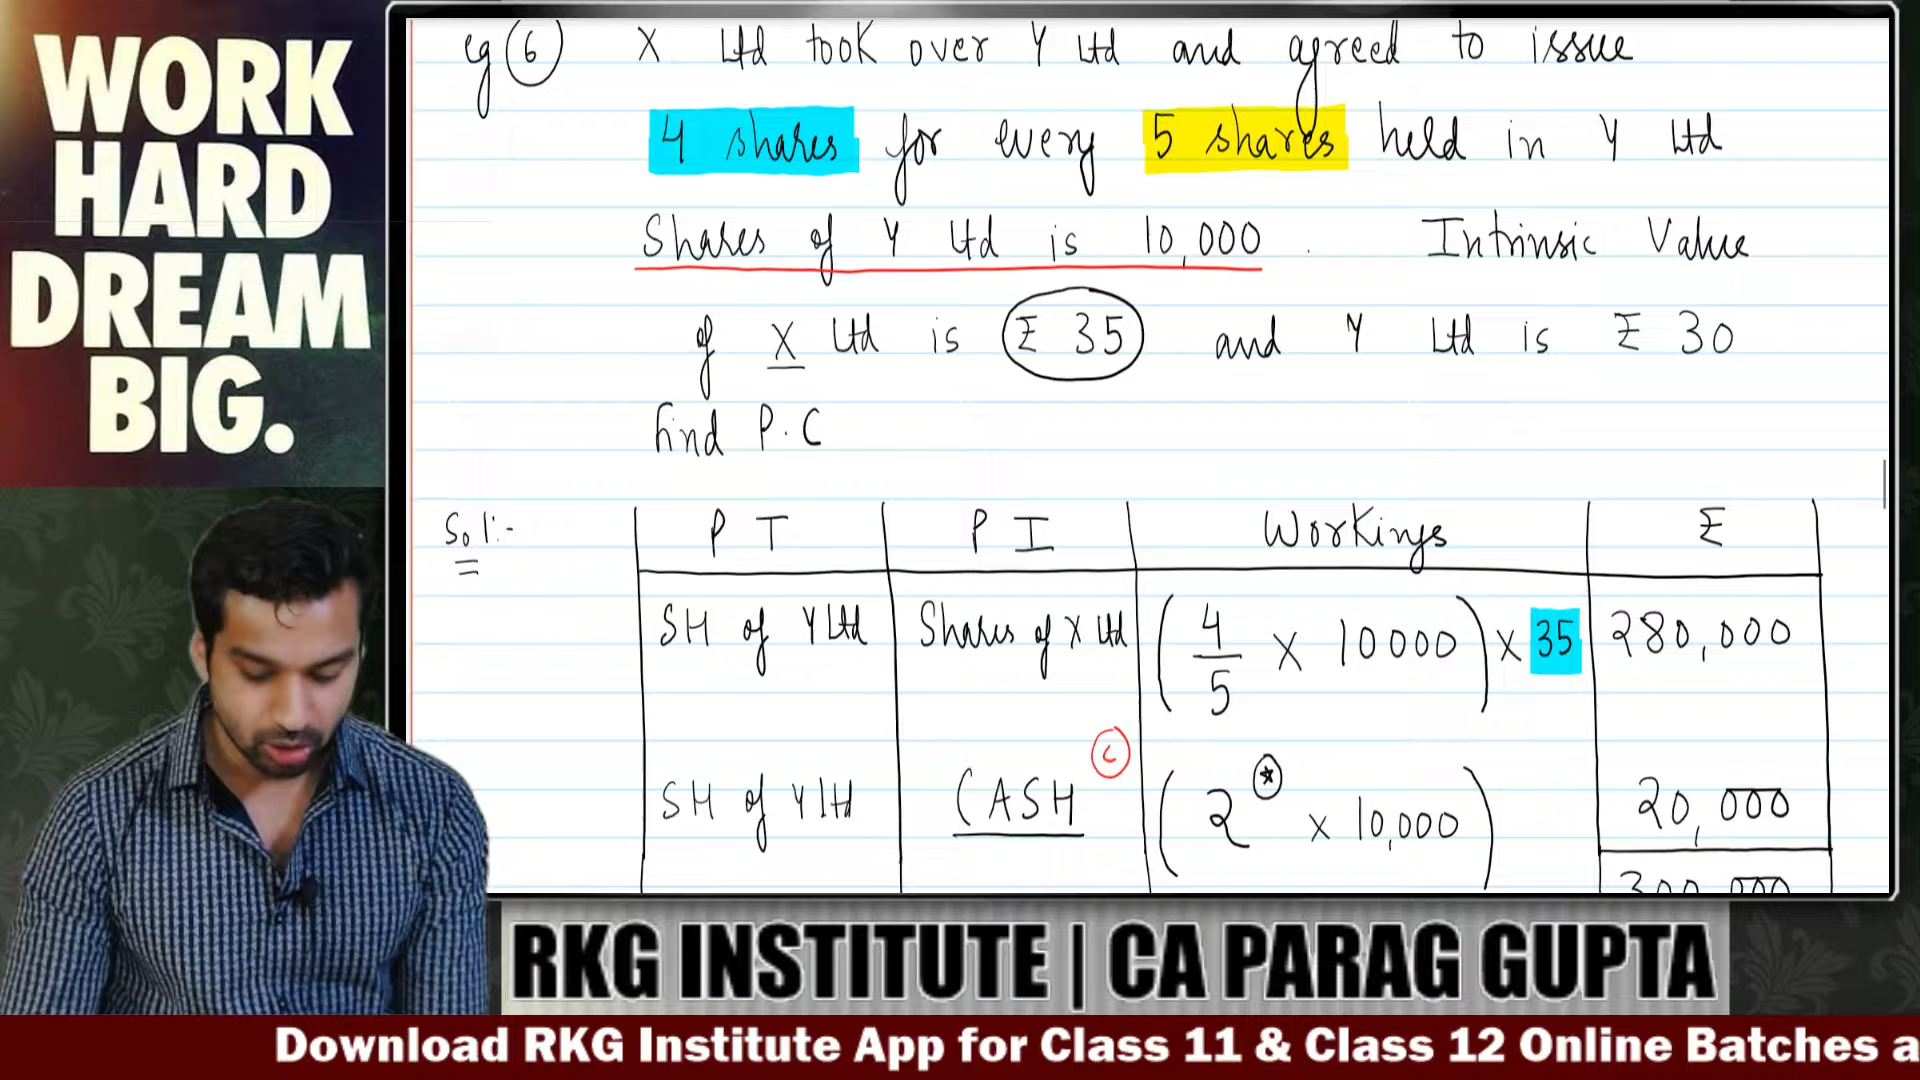 WORK
HARD
DREAM
BIG.
eg 6 X Ltd took over Y Ltd and agreed to issue
4 shares for every 5 shares held in Y Ltd
Shares of Y Ltd is 10,000 . Intrinsic Value
of X Ltd is ₹ 35 and Y Ltd is ₹ 30
find P.C
Sol:-
P T P I Workings ₹
SH of Y Ltd Shares of X Ltd (4/5 X 10000) X 35 280,000
SH of Y Ltd CASH C (2* x 10,000) 20,000
300,000
RKG INSTITUTE | CA PARAG GUPTA
Download RKG Institute App for Class 11 & Class 12 Online Batches a